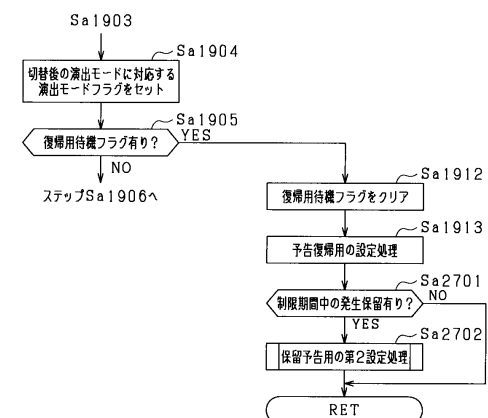 Sa1903
Sa1904
切替後の演出モードに対応する
演出モードフラグをセット
Sa1905
復帰用待機フラグ有り?
YES
NO
ステップSa1906へ
Sa1912
復帰用待機フラグをクリア
Sa1913
予告復帰用の設定処理
Sa2701
制限期間中の発生保留有り?
NO
YES
Sa2702
保留予告用の第2設定処理
RET